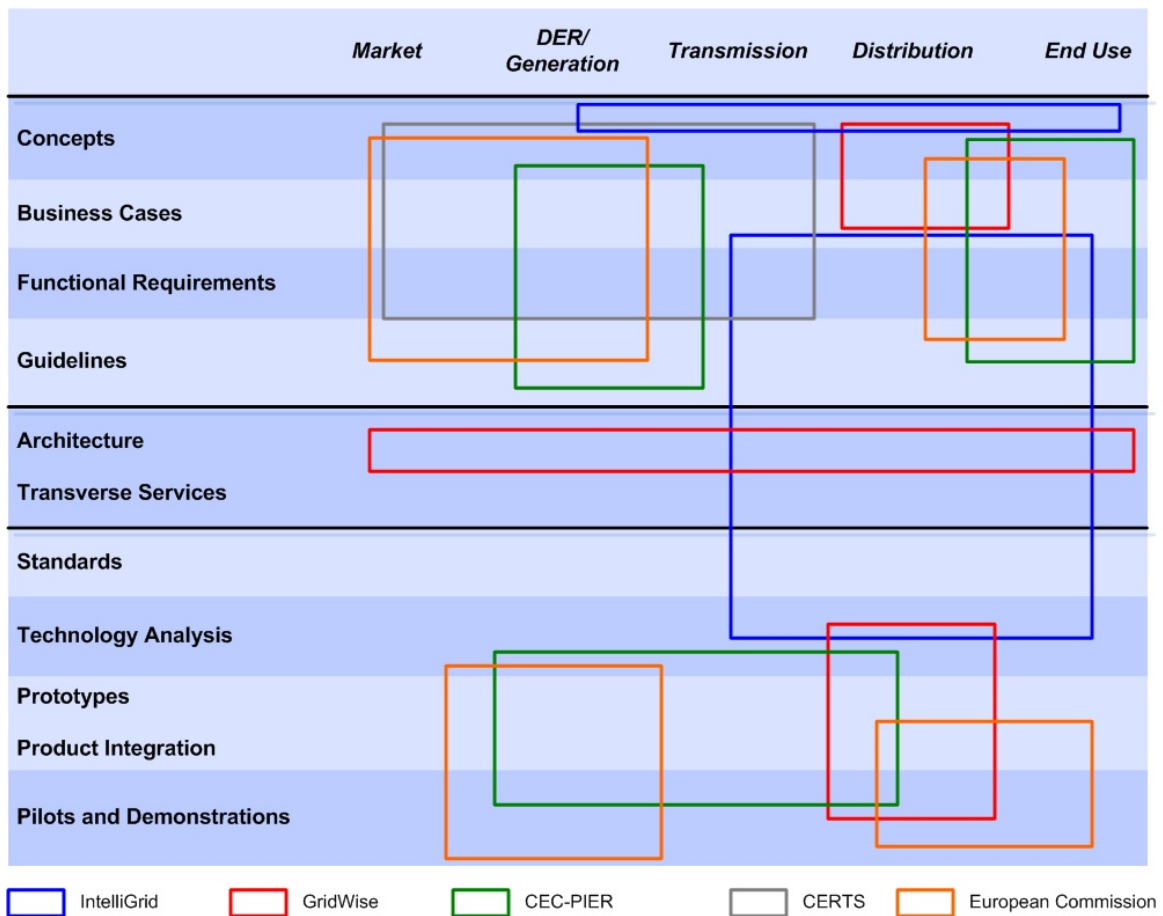 Market
DER/
Generation
Transmission
Distribution
End Use
Concepts
Business Cases
Functional Requirements
Guidelines
Architecture
Transverse Services
Standards
Technology Analysis
Prototypes
Product Integration
Pilots and Demonstrations
IntelliGrid
GridWise
CEC-PIER
CERTS
European Commission